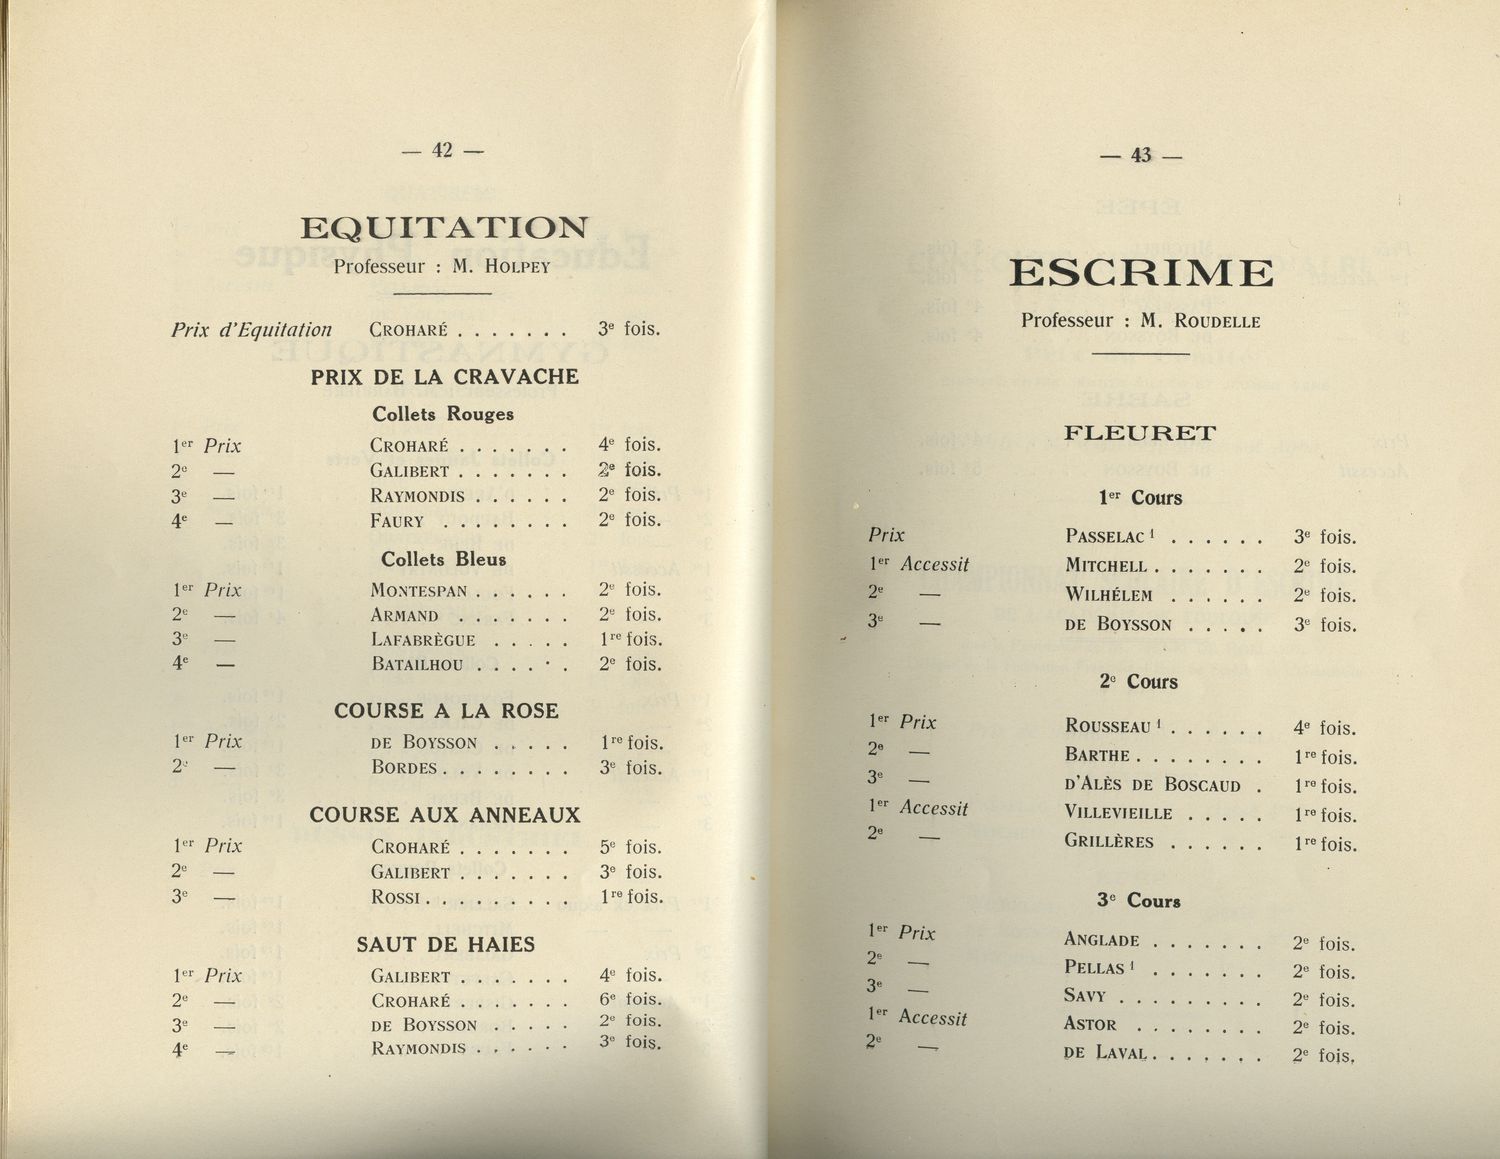 — 42 —
EQUITATION
Professeur : M. HOLPEY
Prix d'Equitation CROHARÉ . . . . . . . 3e fois.
PRIX DE LA CRAVACHE
Collets Rouges
1er Prix CROHARÉ . . . . . . . 4e fois.
2e — GALIBERT . . . . . . . 2e fois.
3e — RAYMONDIS . . . . . . 2e fois.
4e — FAURY . . . . . . . . 2e fois.
Collets Bleus
1er Prix MONTESPAN . . . . . . 2e fois.
2e — ARMAND . . . . . . . 2e fois.
3e — LAFABRÈGUE . . . . . 1re fois.
4e — BATAILHOU . . . . . . 2e fois.
COURSE A LA ROSE
1er Prix DE BOYSSON . . . . . 1re fois.
2e — BORDES . . . . . . . . 3e fois.
COURSE AUX ANNEAUX
1er Prix CROHARÉ . . . . . . . 5e fois.
2e — GALIBERT . . . . . . . 3e fois.
3e — ROSSI . . . . . . . . . 1re fois.
SAUT DE HAIES
1er Prix GALIBERT . . . . . . . 4e fois.
2e — CROHARÉ . . . . . . . 6e fois.
3e — DE BOYSSON . . . . . 2e fois.
4e — RAYMONDIS . . . . . . 3e fois.
— 43 —
ESCRIME
Professeur : M. ROUDELLE
FLEURET
1er Cours
Prix PASSELAC 1 . . . . . . 3e fois.
1er Accessit MITCHELL . . . . . . . 2e fois.
2e — WILHÉLEM . . . . . . 2e fois.
3e — DE BOYSSON . . . . . 3e fois.
2e Cours
1er Prix ROUSSEAU 1 . . . . . . 4e fois.
2e — BARTHE . . . . . . . . 1re fois.
3e — D'ALÈS DE BOSCAUD . 1re fois.
1er Accessit VILLEVIEILLE . . . . . 1re fois.
2e — GRILLÈRES . . . . . . 1re fois.
3e Cours
1er Prix ANGLADE . . . . . . . 2e fois.
2e — PELLAS 1 . . . . . . . 2e fois.
3e — SAVY . . . . . . . . . 2e fois.
1er Accessit ASTOR . . . . . . . . 2e fois.
2e — DE LAVAL . . . . . . . 2e fois.